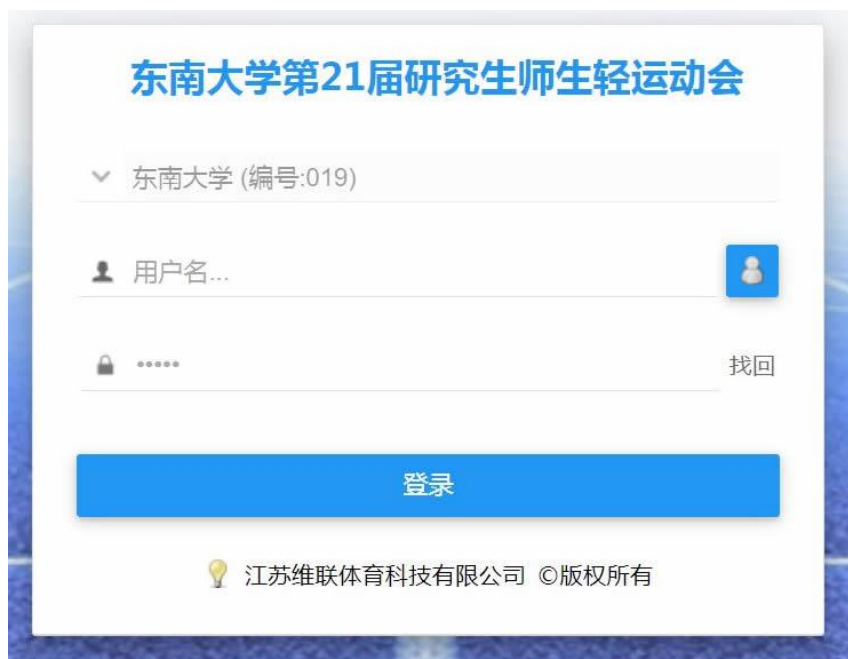 东南大学第21届研究生师生轻运动会
东南大学 (编号:019)
用户名...
•••••
找回
登录
江苏维联体育科技有限公司 ©版权所有